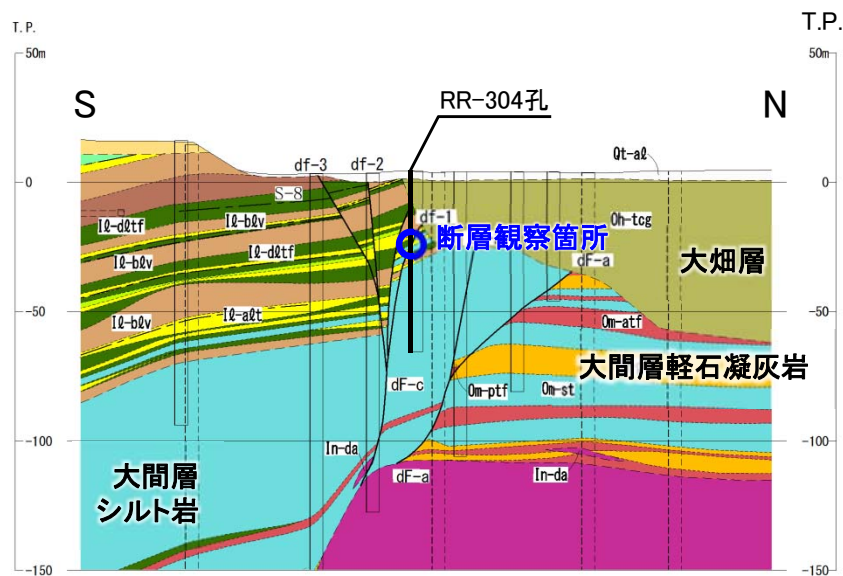 T.P.
T.P.
50m
50m
S
RR-304孔
N
Qt-aℓ
df-3
df-2
0
0
S-8
df-1
断層観察箇所
Oh-tcg
Iℓ-dℓtf
Iℓ-bℓv
Iℓ-dℓtf
dF-a
大畑層
Iℓ-bℓv
-50
-50
Iℓ-bℓv
Iℓ-aℓt
Om-atf
大間層軽石凝灰岩
dF-c
Om-ptf
Om-st
-100
-100
In-da
dF-a
In-da
大間層
シルト岩
-150
-150